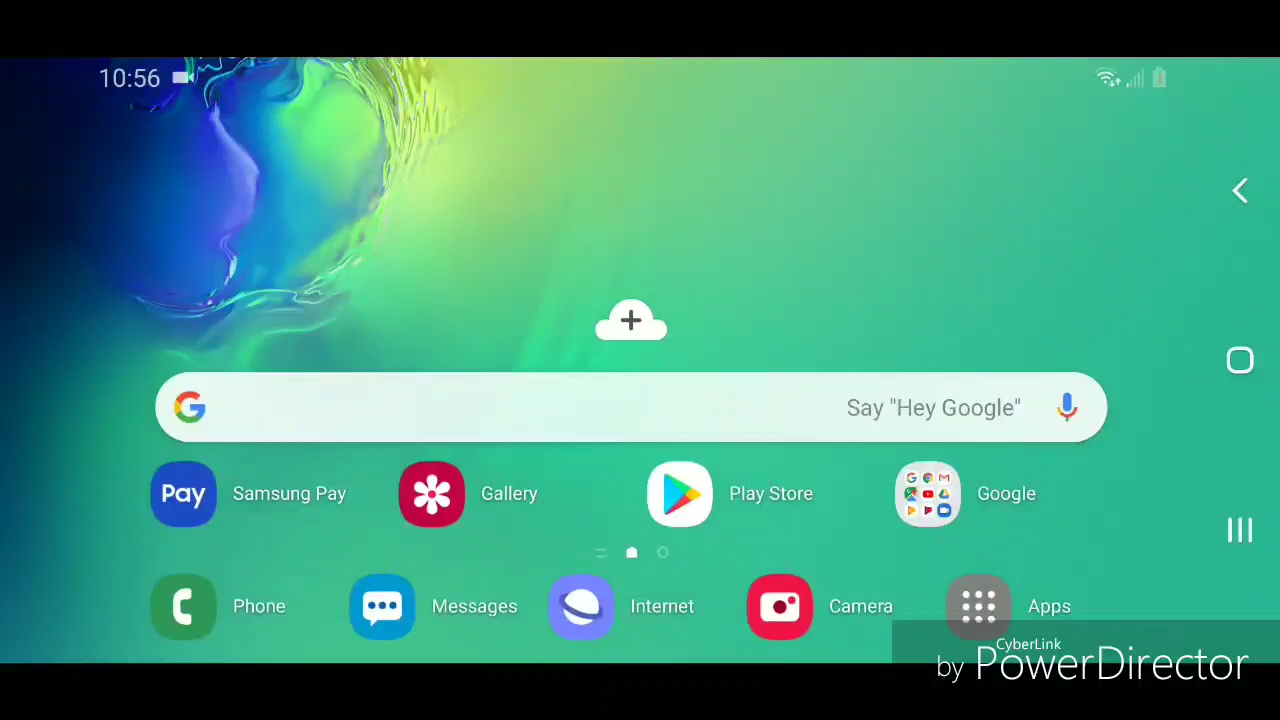 10:56
Say "Hey Google"
Pay Samsung Pay Gallery Play Store Google
Phone Messages Internet Camera Apps
CyberLink
by PowerDirector